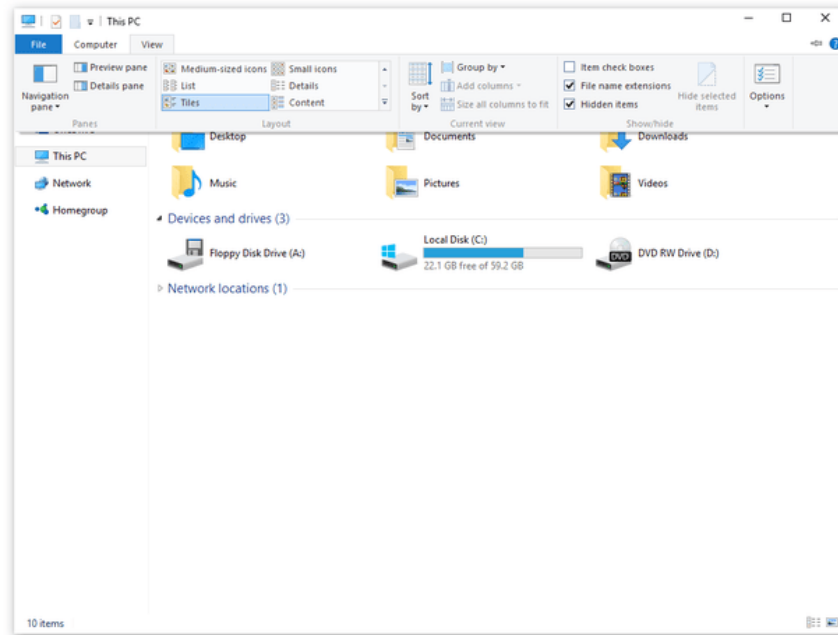 This PC
File Computer View
Navigation pane
Preview pane
Details pane
Panes
Medium-sized icons Small icons
List Details
Tiles Content
Layout
Sort by
Group by
Add columns
Size all columns to fit
Current view
Item check boxes
File name extensions
Hidden items
Hide selected items
Show/hide
Options
This PC
Network
Homegroup
Desktop Documents Downloads
Music Pictures Videos
Devices and drives (3)
Floppy Disk Drive (A:)
Local Disk (C:)
22.1 GB free of 59.2 GB
DVD
DVD RW Drive (D:)
Network locations (1)
10 items